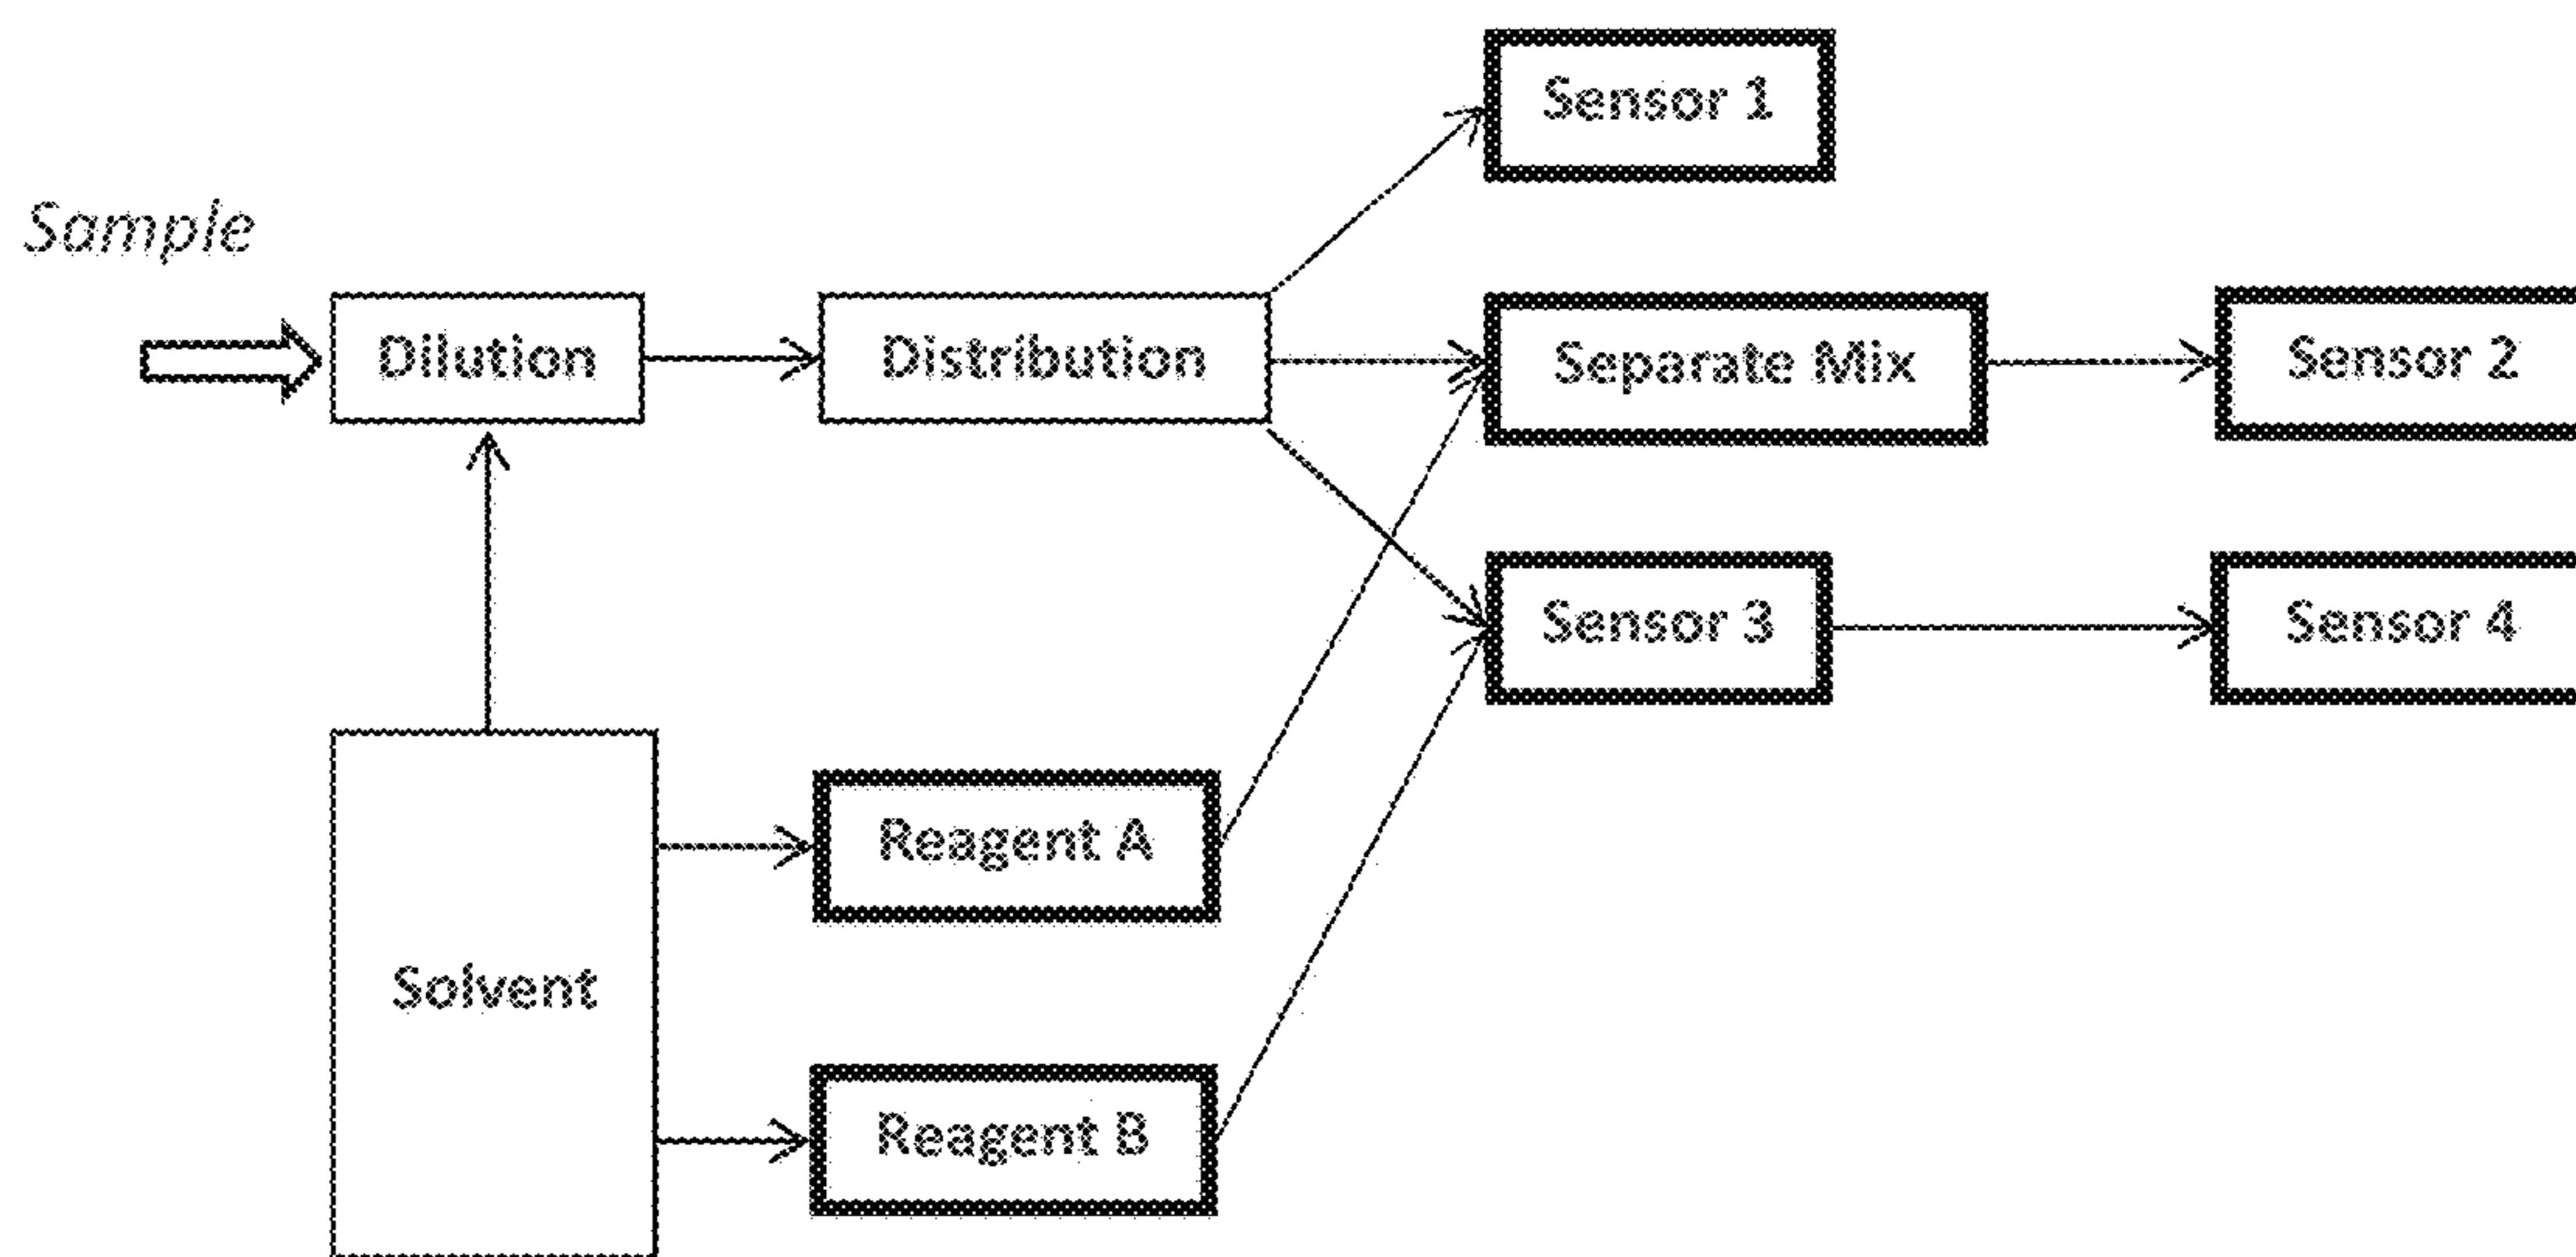 Sensor 1
Sample
Dilution
Distribution
Separate Mix
Sensor 2
Sensor 3
Sensor 4
Reagent A
Solvent
Reagent B